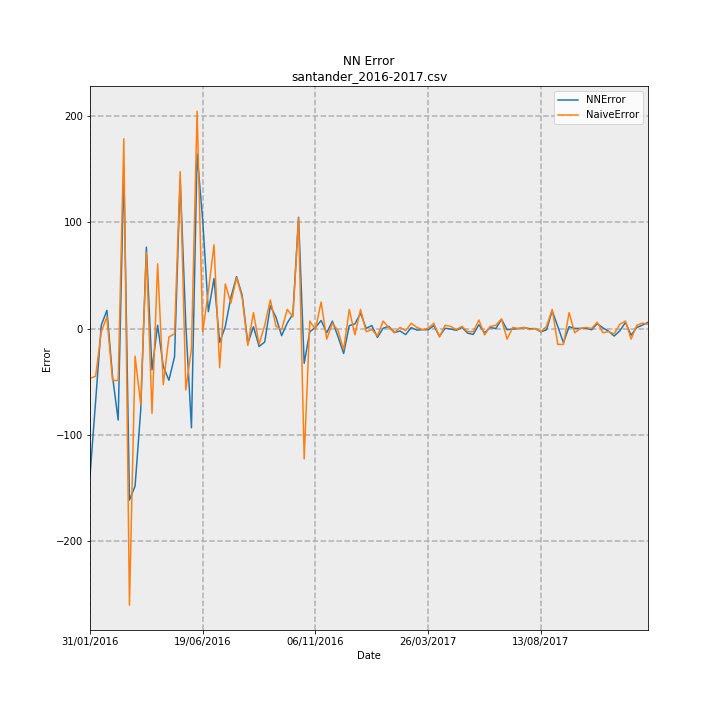 NN Error
santander_2016-2017.csv
NNError
NaiveError
200
100
0
−100
−200
Error
31/01/2016 19/06/2016 06/11/2016 26/03/2017 13/08/2017
Date